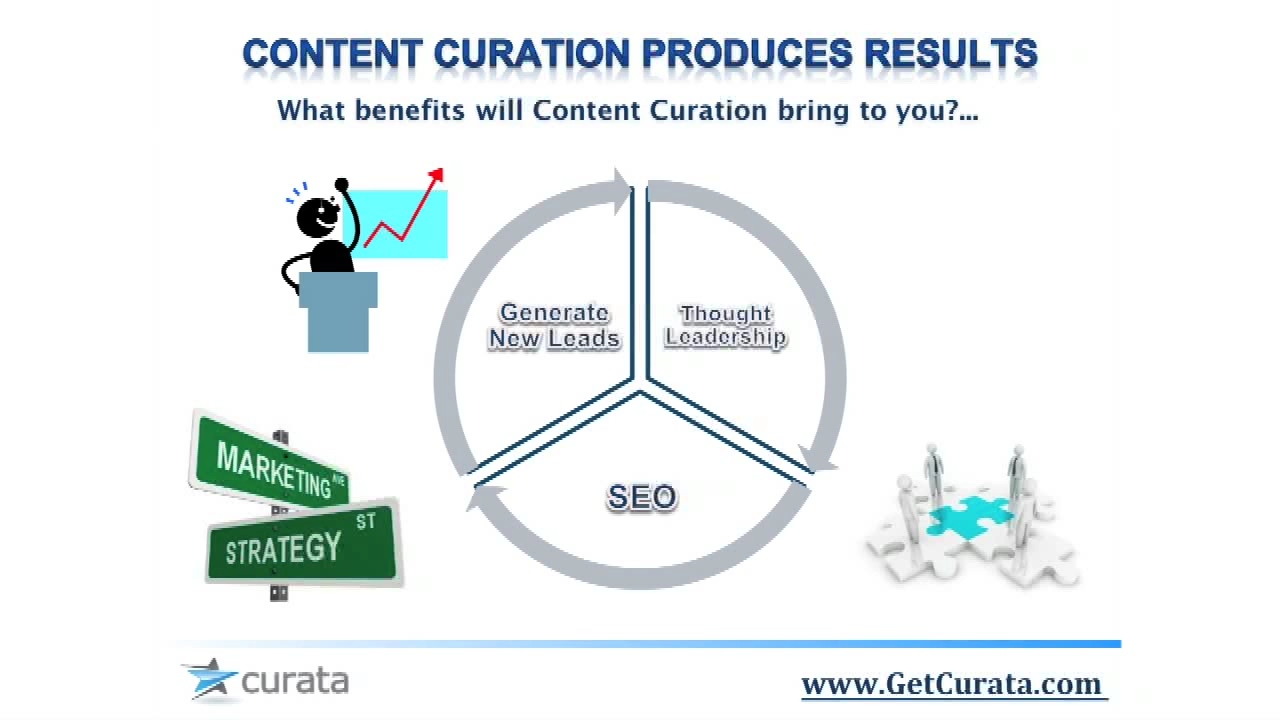 CONTENT CURATION PRODUCES RESULTS
What benefits will Content Curation bring to you?...
Generate
New Leads
Thought
Leadership
SEO
MARKETING AVE
STRATEGY ST
curata
www.GetCurata.com